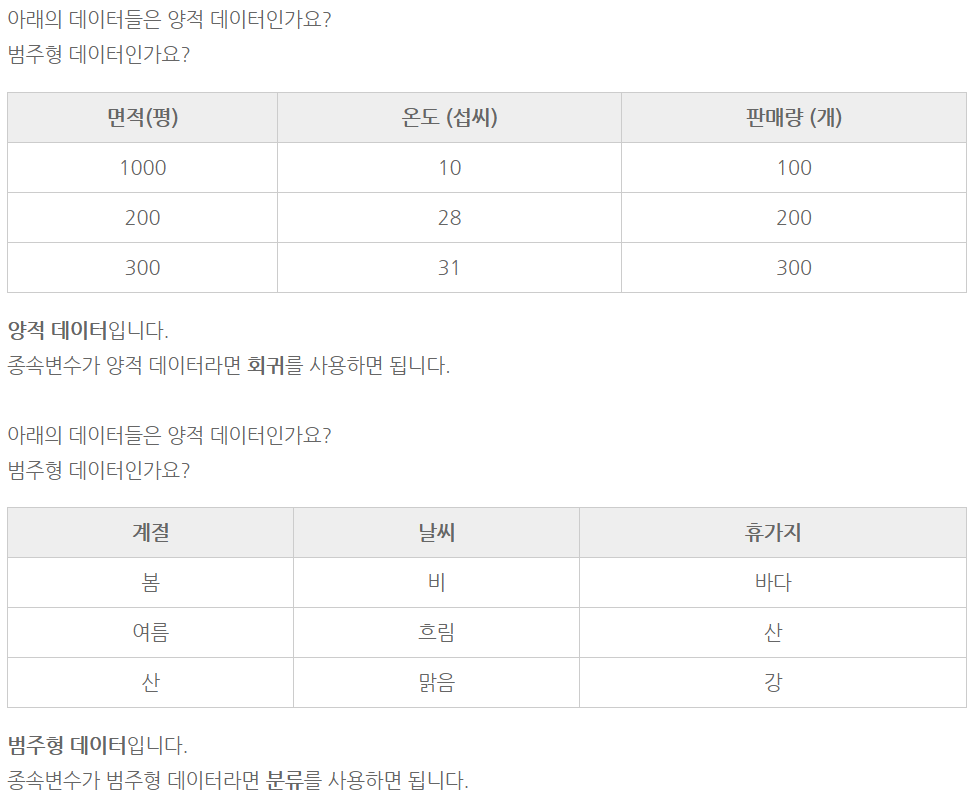 아래의 데이터들은 양적 데이터인가요?
범주형 데이터인가요?
면적(평) 온도 (섭씨) 판매량 (개)
1000 10 100
200 28 200
300 31 300
양적 데이터입니다.
종속변수가 양적 데이터라면 회귀를 사용하면 됩니다.
아래의 데이터들은 양적 데이터인가요?
범주형 데이터인가요?
계절 날씨 휴가지
봄 비 바다
여름 흐림 산
산 맑음 강
범주형 데이터입니다.
종속변수가 범주형 데이터라면 분류를 사용하면 됩니다.